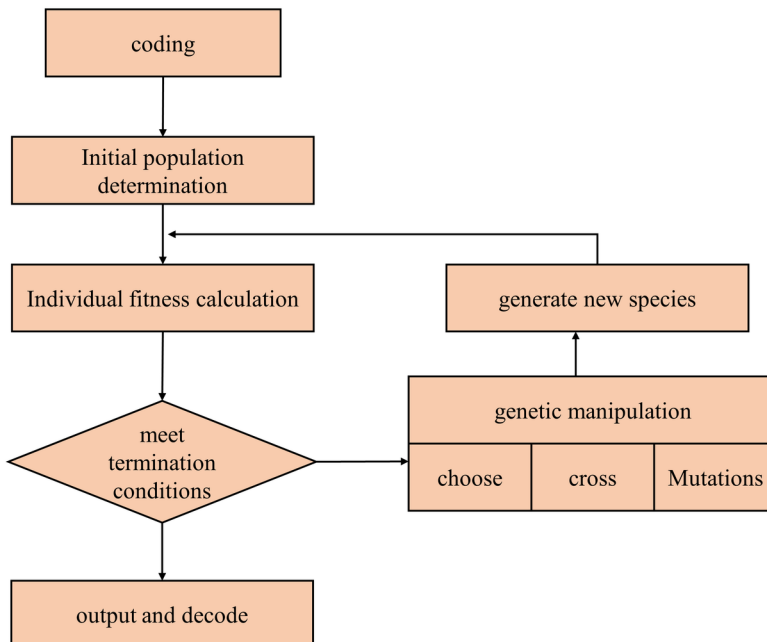 coding
Initial population
determination
Individual fitness calculation
generate new species
meet
termination
conditions
genetic manipulation
choose
cross
Mutations
output and decode